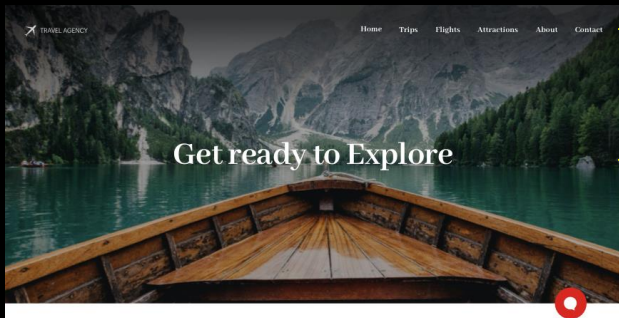 TRAVEL AGENCY
Home Trips Flights Attractions About Contact
Get ready to Explore